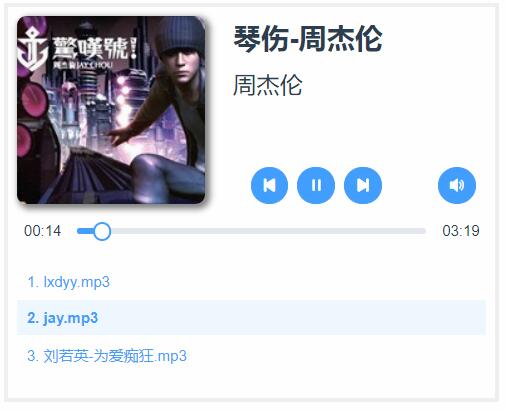 驚嘆號!
周杰倫 JAY CHOU
琴伤-周杰伦
周杰伦
00:14
03:19
1. lxdyy.mp3
2. jay.mp3
3. 刘若英-为爱痴狂.mp3